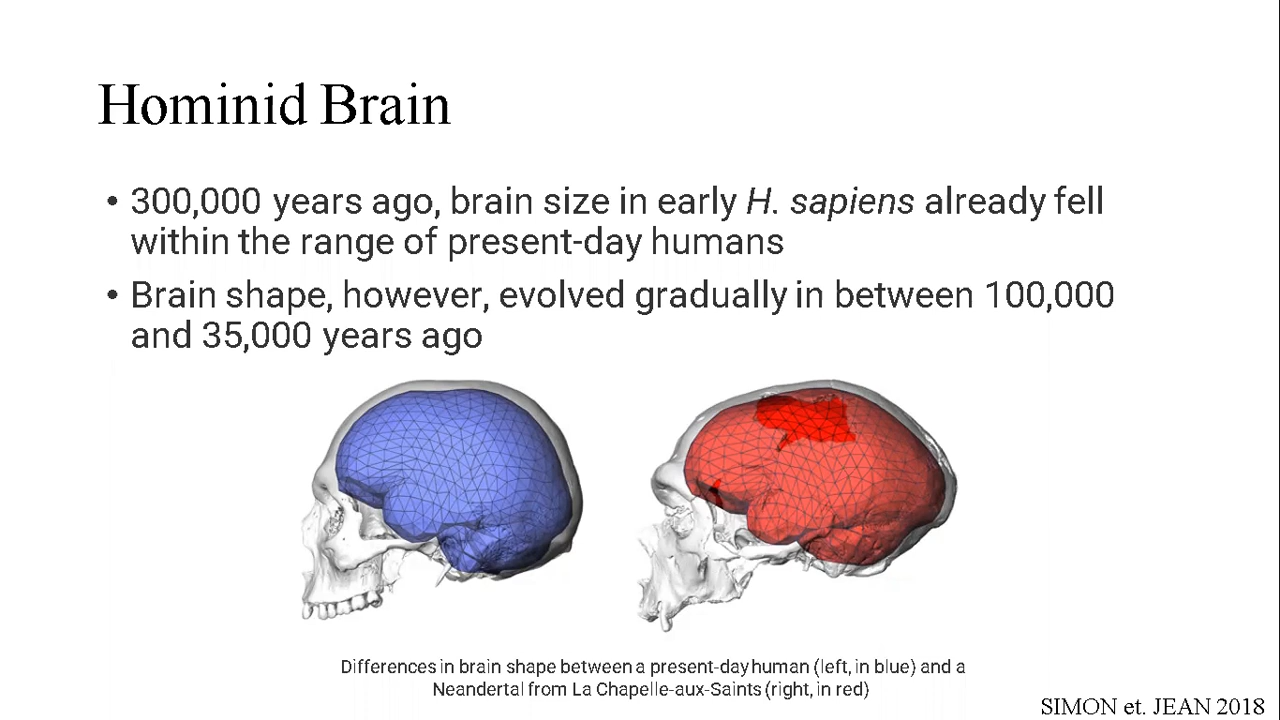 Hominid Brain
• 300,000 years ago, brain size in early H. sapiens already fell
within the range of present-day humans
• Brain shape, however, evolved gradually in between 100,000
and 35,000 years ago
Differences in brain shape between a present-day human (left, in blue) and a
Neandertal from La Chapelle-aux-Saints (right, in red)
SIMON et. JEAN 2018